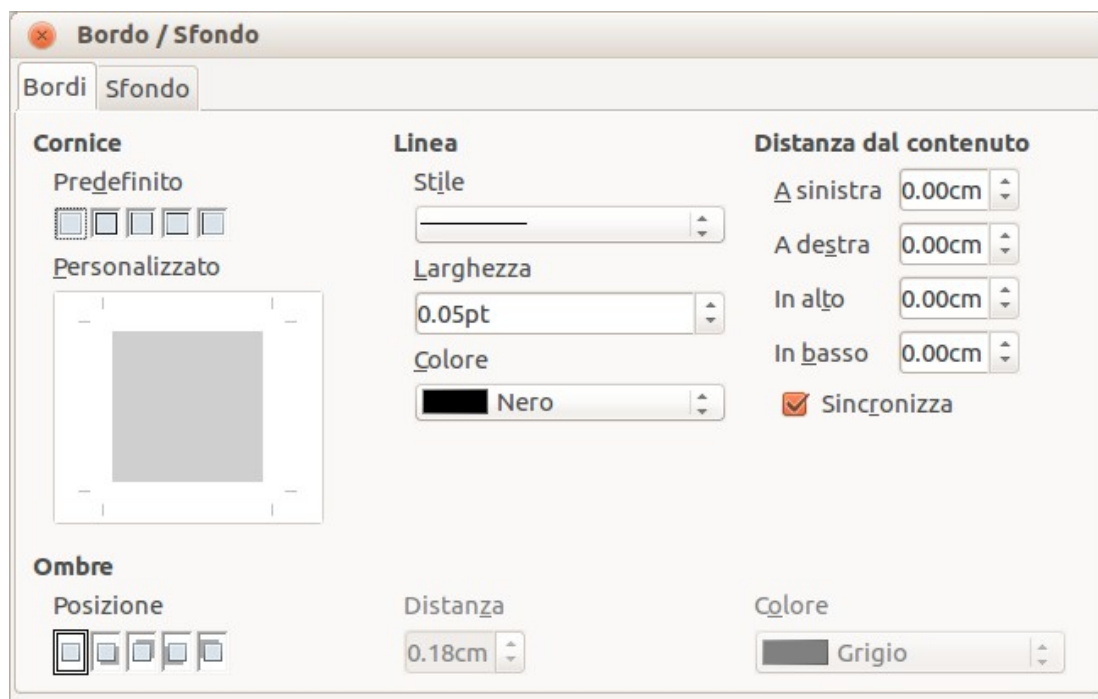 Bordo / Sfondo
Bordi Sfondo
Cornice
Predefinito
Personalizzato
Linea
Stile
Larghezza
0.05pt
Colore
Nero
Distanza dal contenuto
A sinistra 0.00cm
A destra 0.00cm
In alto 0.00cm
In basso 0.00cm
Sincronizza
Ombre
Posizione
Distanza
0.18cm
Colore
Grigio